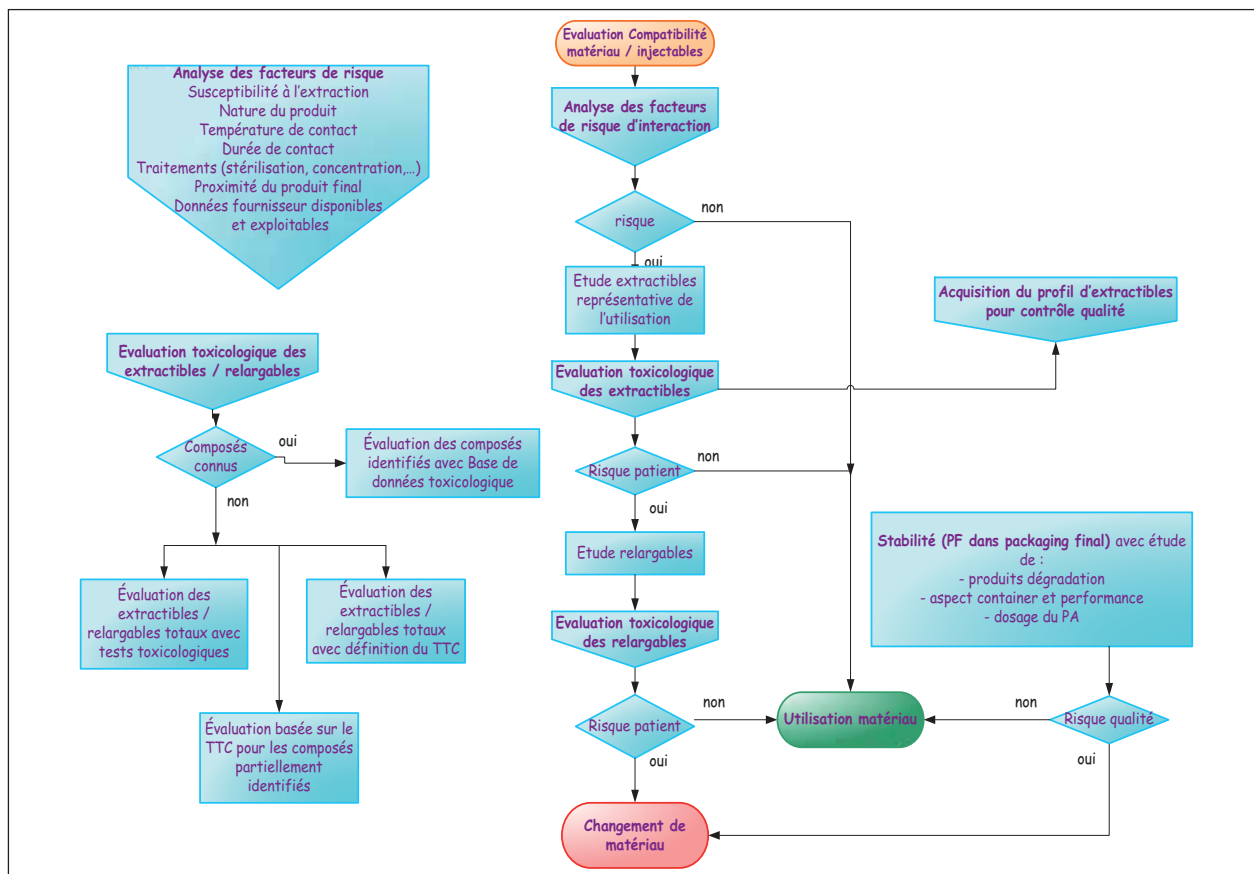 Evaluation Compatibilité
matériau / injectables
Analyse des facteurs de risque
Susceptibilité à l'extraction
Nature du produit
Température de contact
Durée de contact
Traitements (stérilisation, concentration,...)
Proximité du produit final
Données fournisseur disponibles
et exploitables
Analyse des facteurs
de risque d'interaction
risque
non
oui
Etude extractibles
représentative de
l'utilisation
Acquisition du profil d'extractibles
pour contrôle qualité
Evaluation toxicologique
des extractibles
Evaluation toxicologique des
extractibles / relargables
Composés
connus
oui
Évaluation des composés
identifiés avec Base de
données toxicologique
non
Risque patient
non
oui
Etude relargables
Stabilité (PF dans packaging final) avec étude
de :
- produits dégradation
- aspect container et performance
- dosage du PA
Évaluation des
extractibles /
relargables totaux avec
tests toxicologiques
Évaluation des
extractibles /
relargables totaux
avec définition du TTC
Evaluation toxicologique
des relargables
Évaluation basée sur le
TTC pour les composés
partiellement
identifiés
Risque patient
non
Utilisation matériau
non
Risque qualité
oui
oui
Changement de
matériau